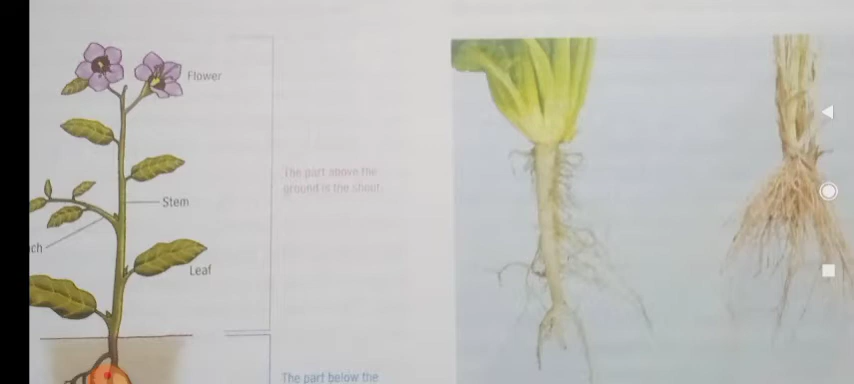 Flower
The part above the
ground is the shoot.
Stem
ch
Leaf
The part below the